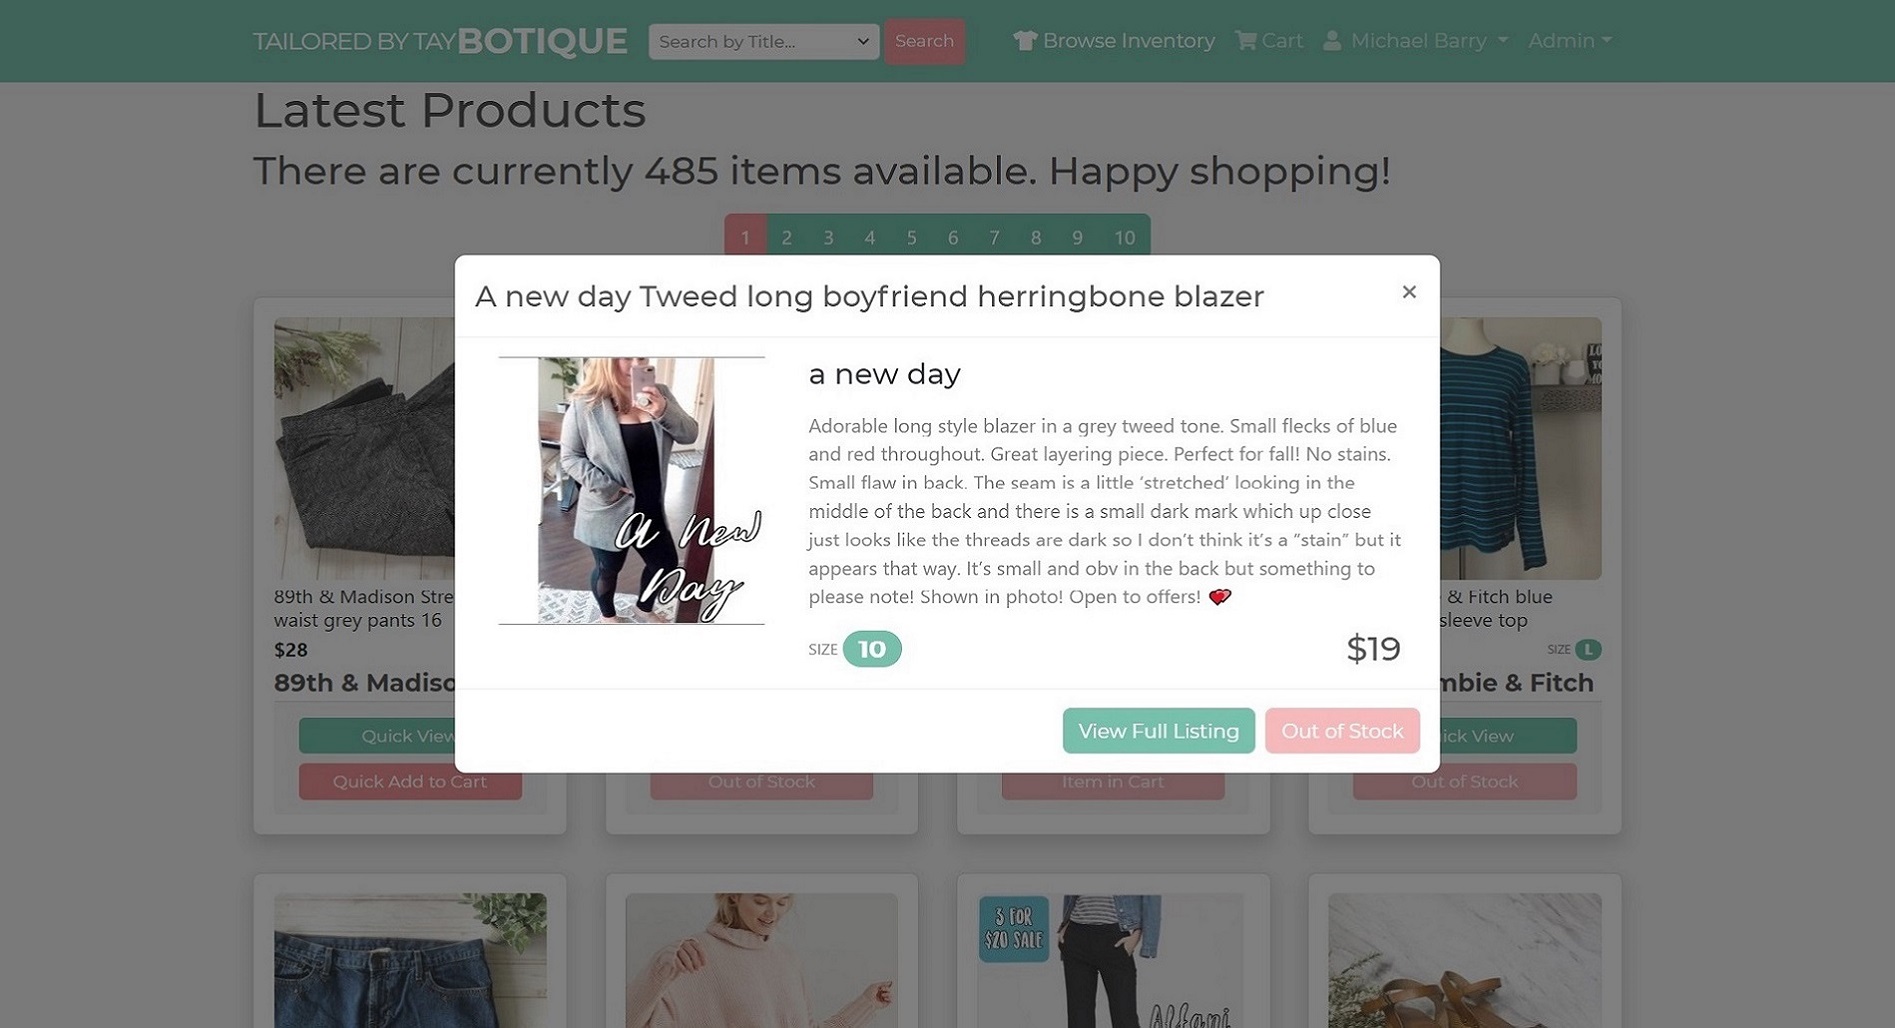 TAILORED BY TAYBOTIQUE
Search by Title...
Search
Browse Inventory
Cart
Michael Barry
Admin
Latest Products
There are currently 485 items available. Happy shopping!
1 2 3 4 5 6 7 8 9 10
A new day Tweed long boyfriend herringbone blazer
×
A New
Day
a new day
Adorable long style blazer in a grey tweed tone. Small flecks of blue
and red throughout. Great layering piece. Perfect for fall! No stains.
Small flaw in back. The seam is a little ‘stretched’ looking in the
middle of the back and there is a small dark mark which up close
just looks like the threads are dark so I don’t think it’s a “stain” but it
appears that way. It’s small and obv in the back but something to
please note! Shown in photo! Open to offers! 💕
SIZE 10
$19
View Full Listing
Out of Stock
89th & Madison Stre
waist grey pants 16
$28
89th & Madiso
Quick View
Quick Add to Cart
Out of Stock
Item in Cart
& Fitch blue
sleeve top
SIZE L
mbie & Fitch
ick View
Out of Stock
3 FOR
$20 SALE
Alfani